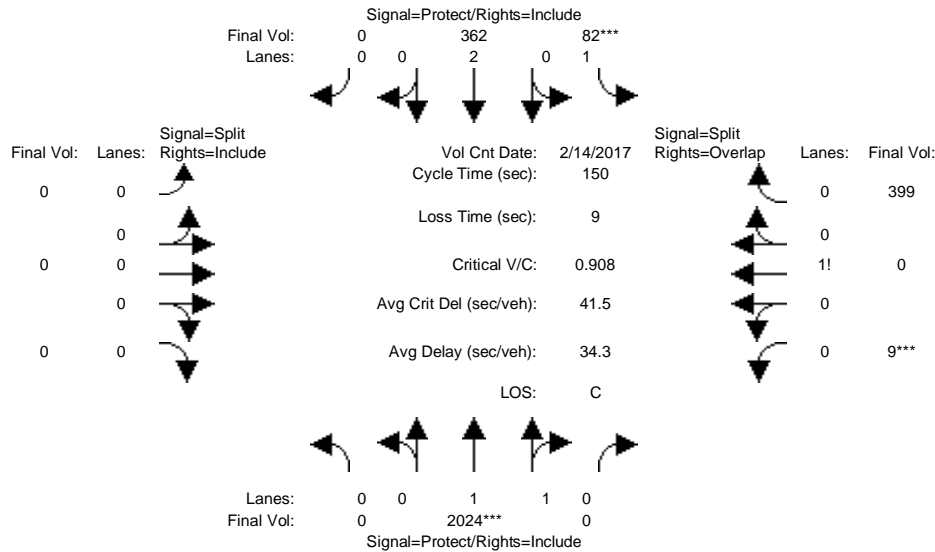 Signal=Protect/Rights=Include
Final Vol: 0 362 82***
Lanes: 0 0 2 0 1
Signal=Split Signal=Split
Final Vol: Lanes: Rights=Include Vol Cnt Date: 2/14/2017 Rights=Overlap Lanes: Final Vol:
Cycle Time (sec): 150
0 0 0 399
Loss Time (sec): 9
0 0
0 0 Critical V/C: 0.908 1! 0
0 Avg Crit Del (sec/veh): 41.5 0
0 0 Avg Delay (sec/veh): 34.3 0 9***
LOS: C
Lanes: 0 0 1 1 0
Final Vol: 0 2024*** 0
Signal=Protect/Rights=Include